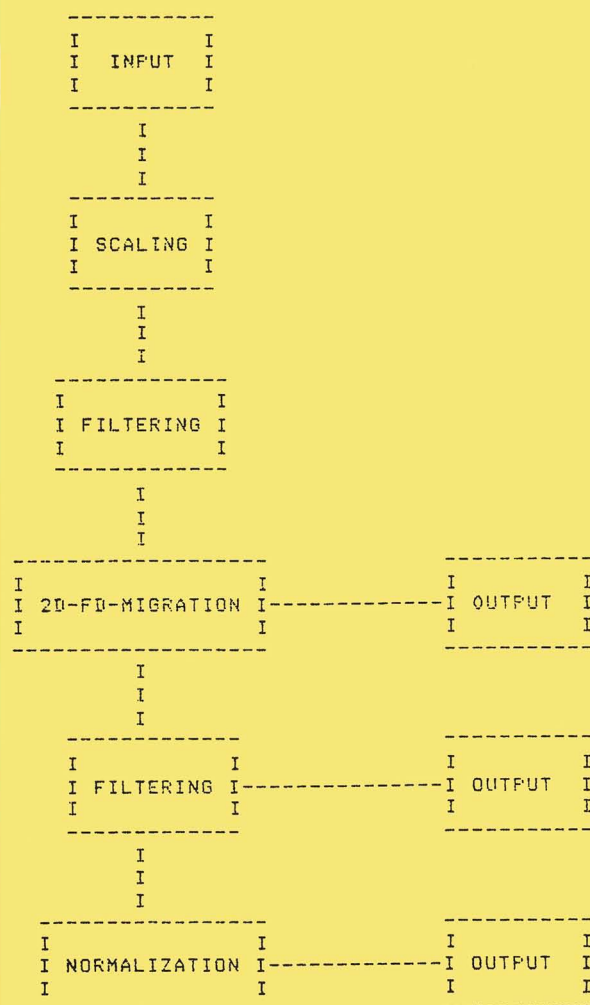 INPUT
SCALING
FILTERING
2D-FD-MIGRATION OUTPUT
FILTERING OUTPUT
NORMALIZATION OUTPUT